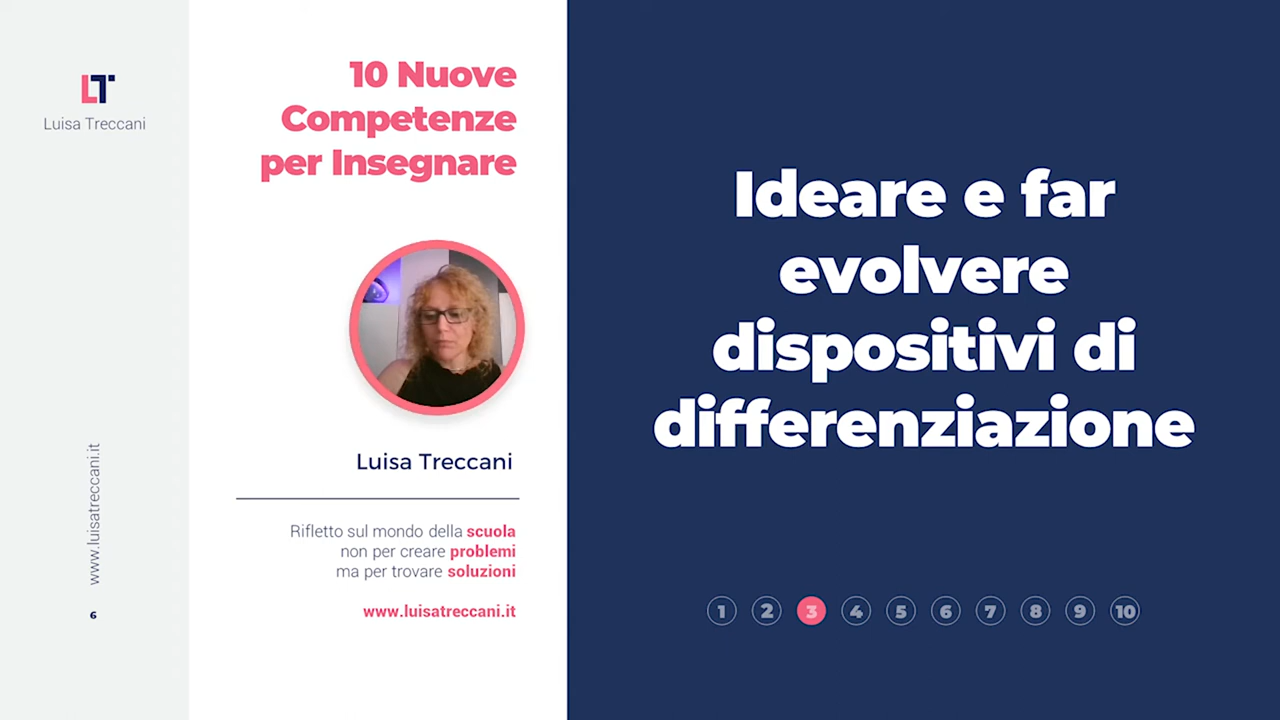 LT
Luisa Treccani
www.luisatreccani.it
6
10 Nuove
Competenze
per Insegnare
Luisa Treccani
Rifletto sul mondo della scuola
non per creare problemi
ma per trovare soluzioni
www.luisatreccani.it
Ideare e far
evolvere
dispositivi di
differenziazione
1 2 3 4 5 6 7 8 9 10